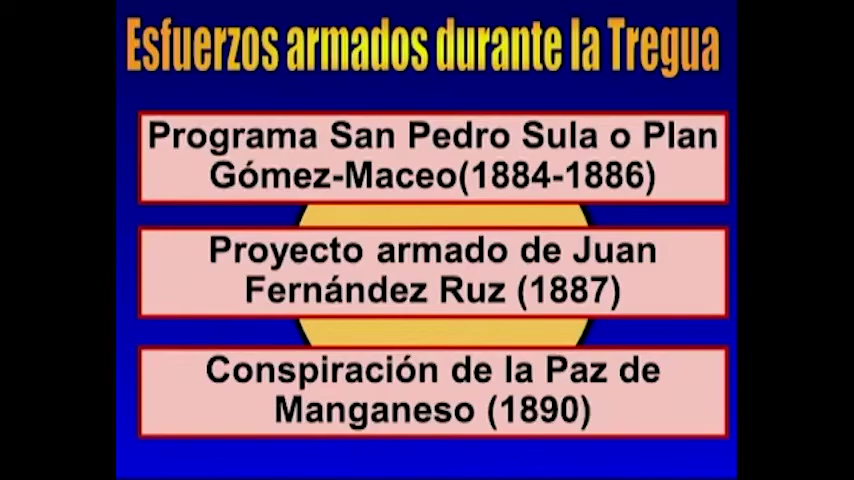 Esfuerzos armados durante la Tregua
Programa San Pedro Sula o Plan
Gómez-Maceo(1884-1886)
Proyecto armado de Juan
Fernández Ruz (1887)
Conspiración de la Paz de
Manganeso (1890)